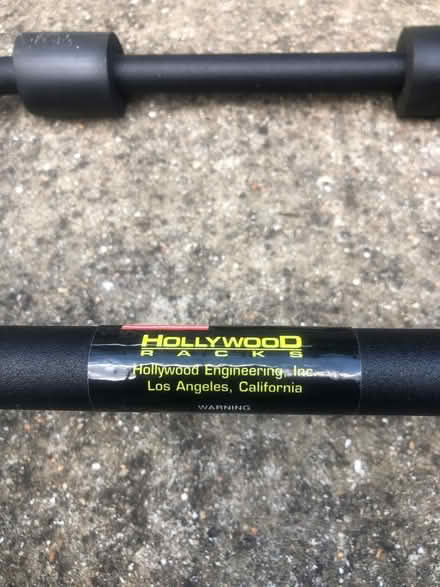 HOLLYWOOD
RACKS
Hollywood Engineering, Inc.
Los Angeles, California
WARNING